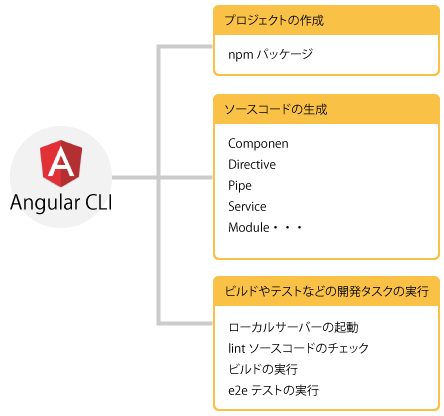 プロジェクトの作成
npm パッケージ
ソースコードの生成
Componen
Directive
Pipe
Service
Module・・・
A
Angular CLI
ビルドやテストなどの開発タスクの実行
ローカルサーバーの起動
lint ソースコードのチェック
ビルドの実行
e2e テストの実行